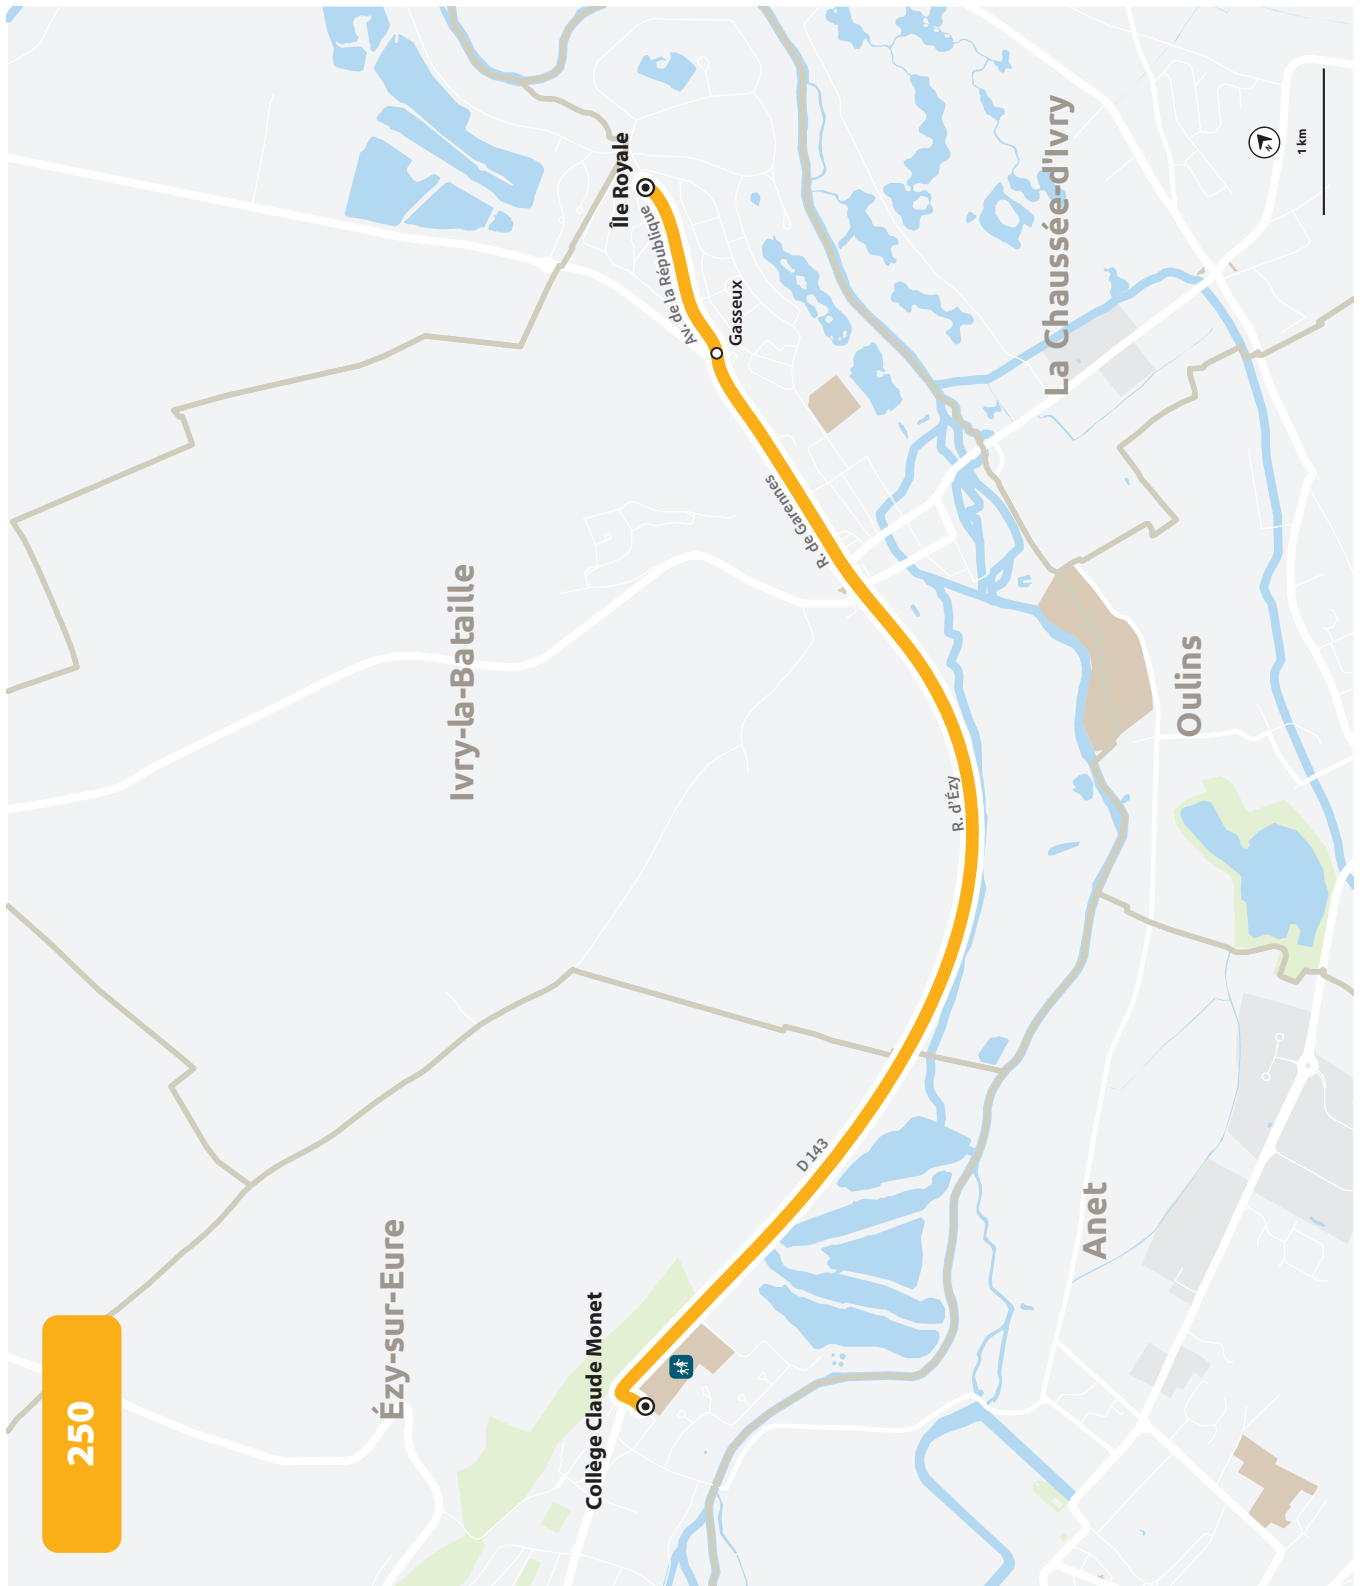 250
Ézy-sur-Eure
Ivry-la-Bataille
Collège Claude Monet
Île Royale
Av. de la République
Gasseux
R. de Garennes
D 143
R. d'Ézy
La Chaussée-d'Ivry
Anet
Oulins
N
1 km